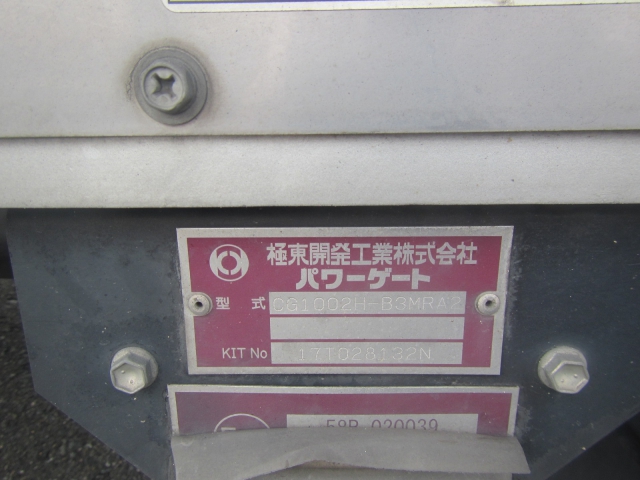 極東開発工業株式会社
パワーゲート
型式 CG1002H-B3MRA2
KIT No 17T028132N
59R-020039